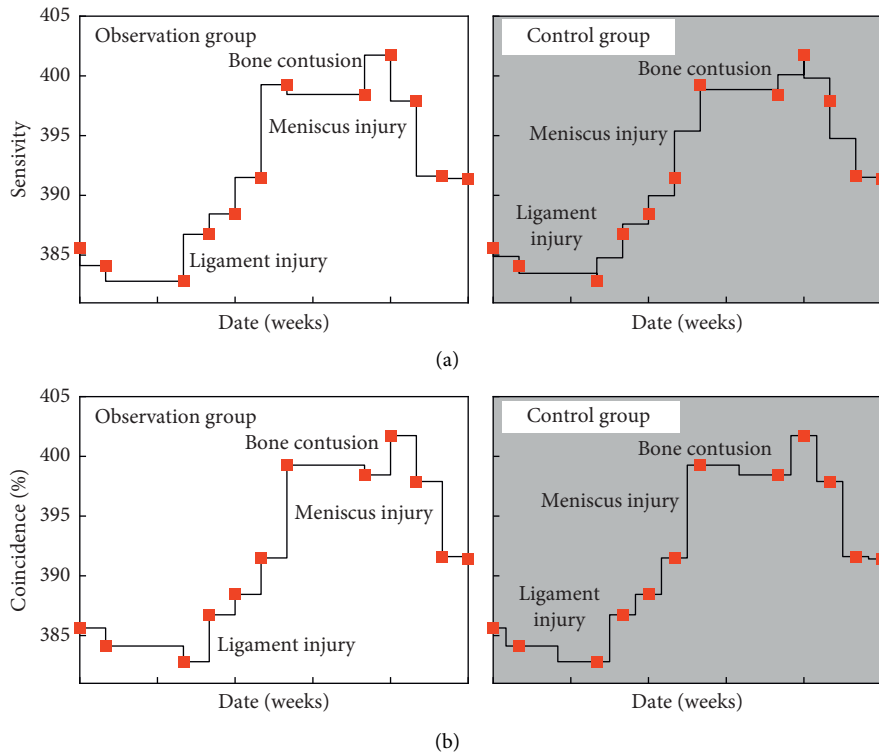 405
400
395
390
385
Sensivity
Observation group
Bone contusion
Meniscus injury
Ligament injury
Date (weeks)
Control group
Bone contusion
Meniscus injury
Ligament
injury
Date (weeks)
(a)
405
400
395
390
385
Coincidence (%)
Observation group
Bone contusion
Meniscus injury
Ligament injury
Date (weeks)
Control group
Bone contusion
Meniscus injury
Ligament
injury
Date (weeks)
(b)